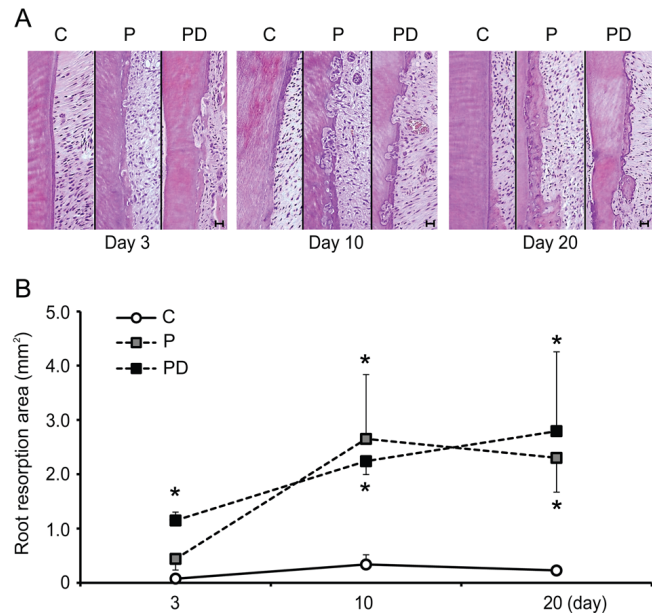 A
C P PD C P PD C P PD
Day 3 Day 10 Day 20
B
Root resorption area (mm²)
5.0
4.0
3.0
2.0
1.0
0
C
P
PD
*
*
*
*
*
3 10 20 (day)